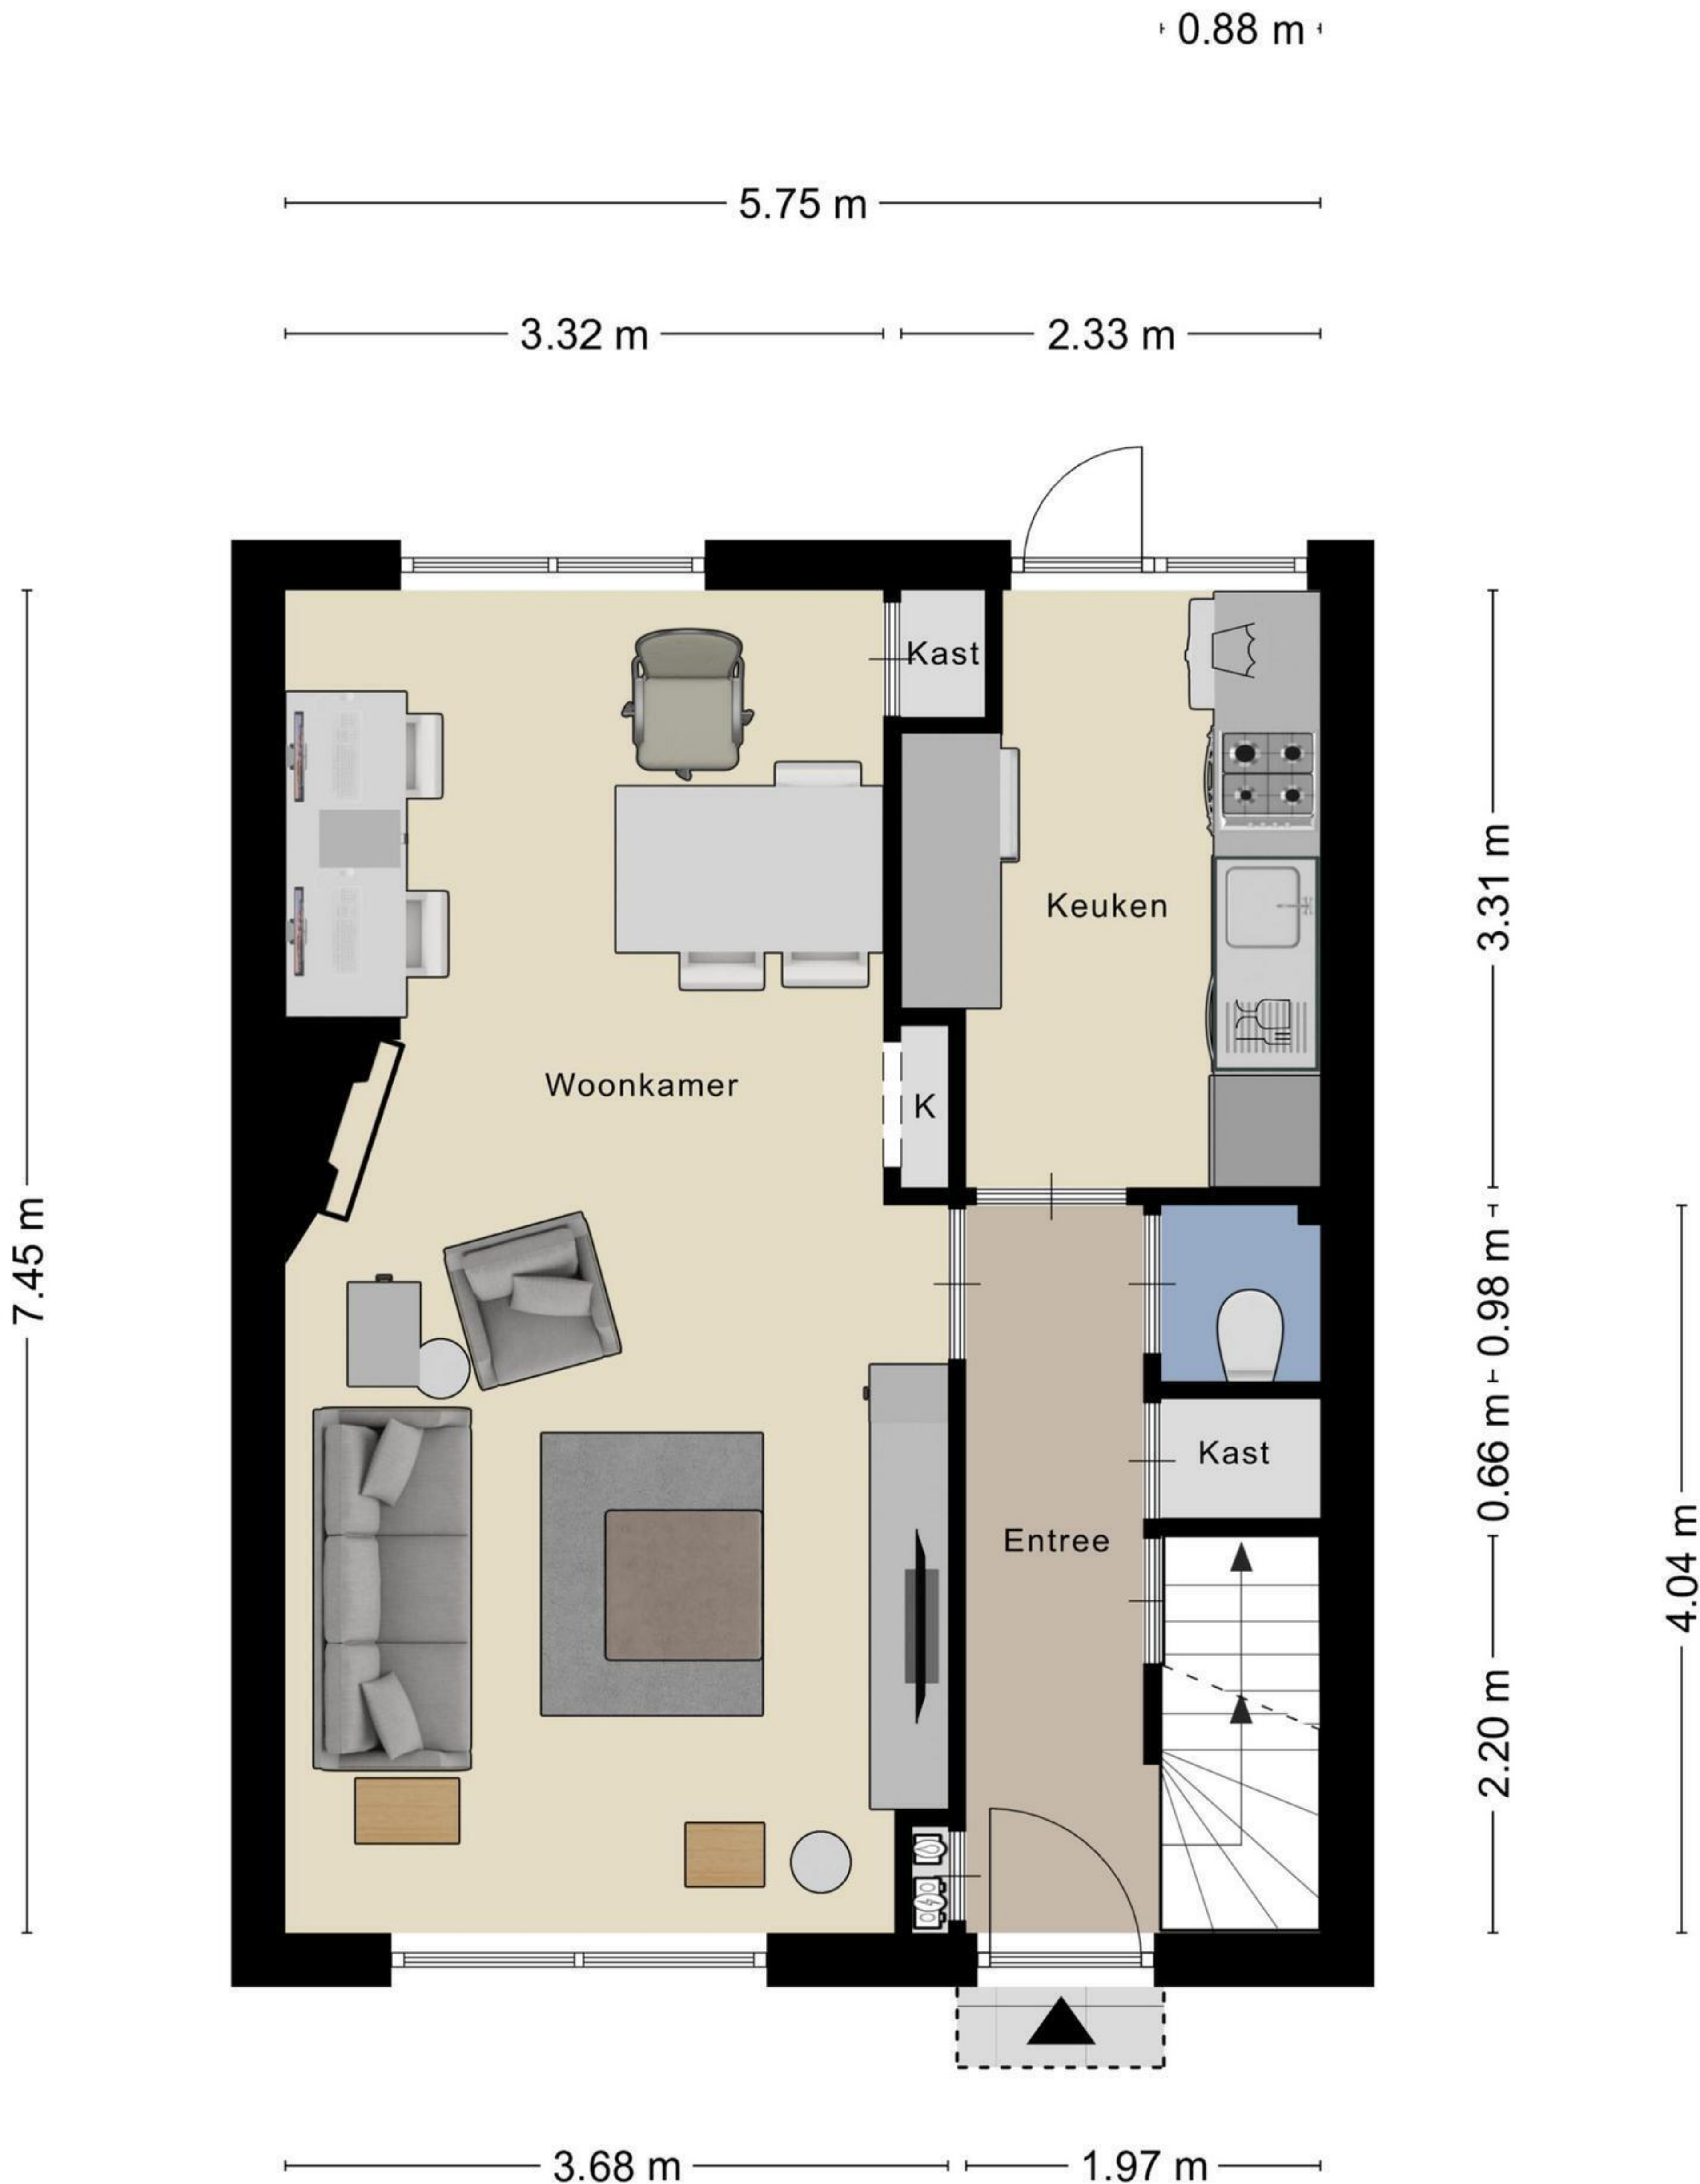 0.88 m
5.75 m
3.32 m
2.33 m
Kast
Keuken
3.31 m
Woonkamer
K
7.45 m
0.98 m
Kast
0.66 m
Entree
4.04 m
2.20 m
3.68 m
1.97 m